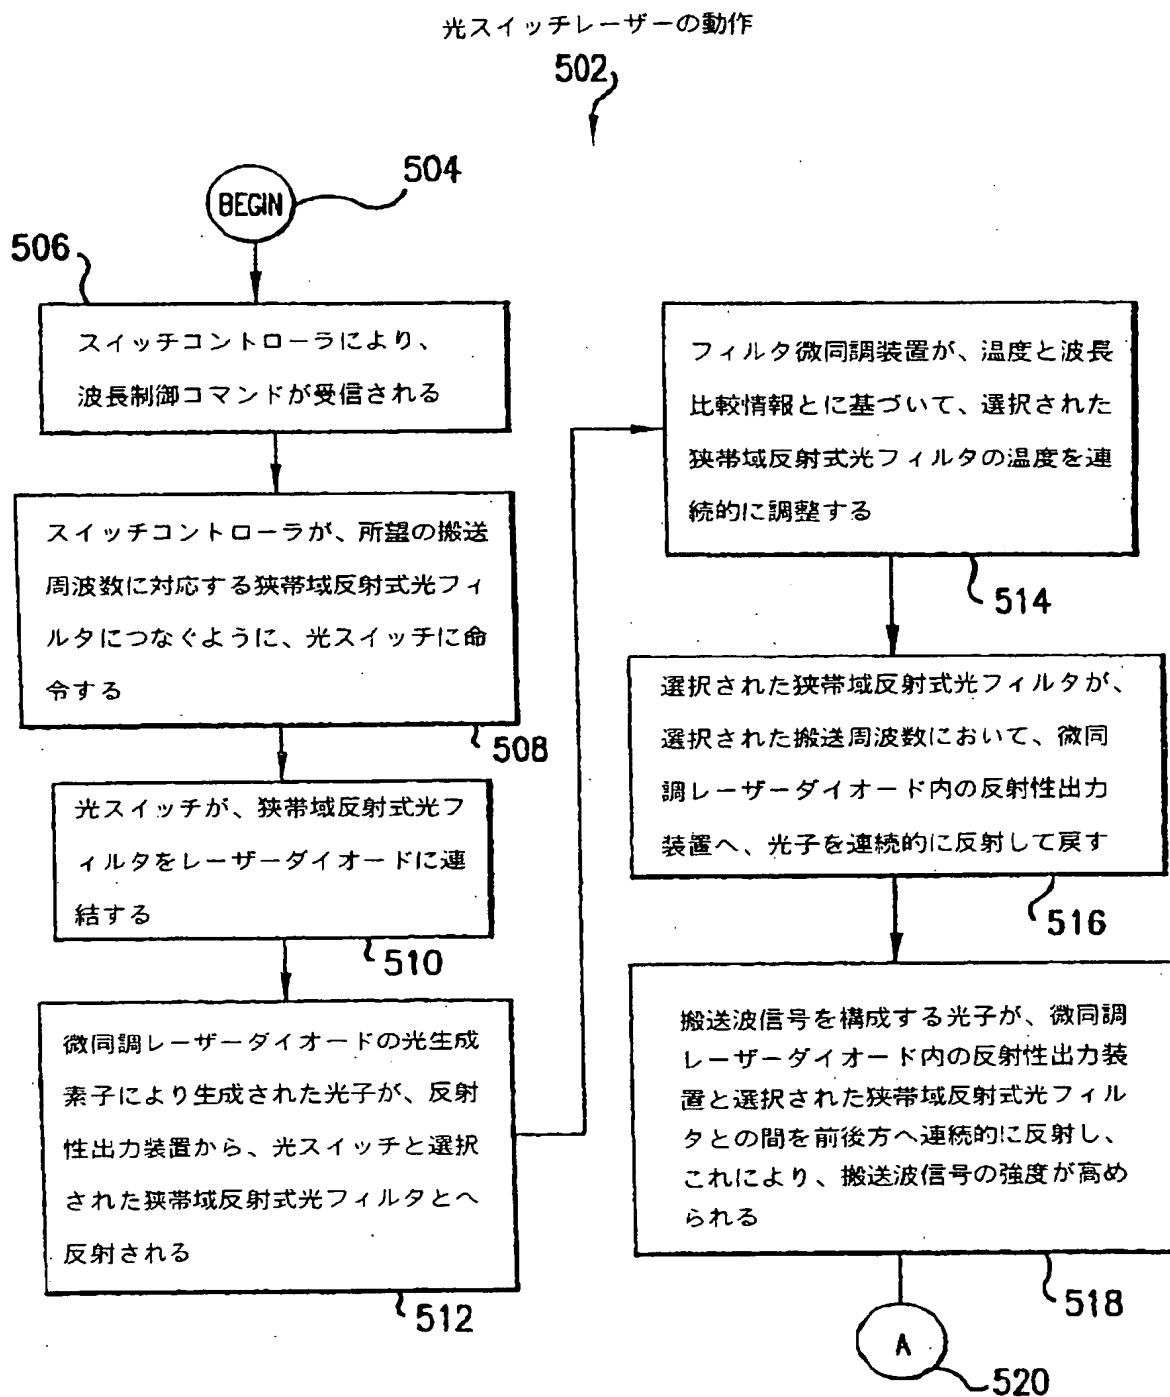 光スイッチレーザーの動作
502
BEGIN
504
506
スイッチコントローラにより、
波長制御コマンドが受信される
スイッチコントローラが、所望の搬送
周波数に対応する狭帯域反射式光フィ
ルタにつなぐように、光スイッチに命
令する
508
光スイッチが、狭帯域反射式光フ
ィルタをレーザーダイオードに連
結する
510
微同調レーザーダイオードの光生成
素子により生成された光子が、反射
性出力装置から、光スイッチと選択
された狭帯域反射式光フィルタとへ
反射される
512
フィルタ微同調装置が、温度と波長
比較情報とに基づいて、選択された
狭帯域反射式光フィルタの温度を連
続的に調整する
514
選択された狭帯域反射式光フィルタが、
選択された搬送周波数において、微同
調レーザーダイオード内の反射性出力
装置へ、光子を連続的に反射して戻す
516
搬送波信号を構成する光子が、微同調
レーザーダイオード内の反射性出力装
置と選択された狭帯域反射式光フィル
タとの間を前後方へ連続的に反射し、
これにより、搬送波信号の強度が高め
られる
518
A
520